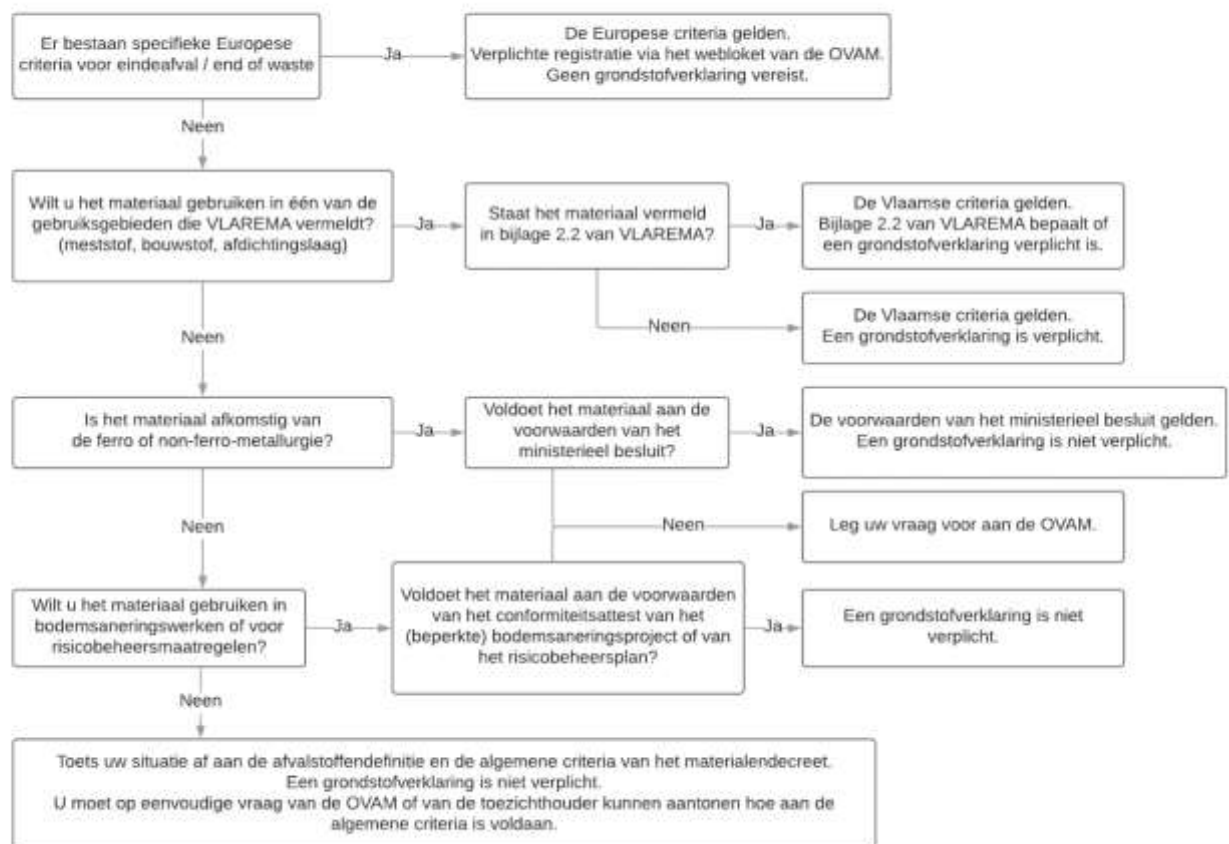 Er bestaan specifieke Europese
criteria voor eindeafval / end of waste
Ja
De Europese criteria gelden.
Verplichte registratie via het webloket van de OVAM.
Geen grondstofverklaring vereist.
Neen
Wilt u het materiaal gebruiken in één van de
gebruiksgebieden die VLAREMA vermeldt?
(meststof, bouwstof, afdichtingslaag)
Ja
Staat het materiaal vermeld
in bijlage 2.2 van VLAREMA?
Ja
De Vlaamse criteria gelden.
Bijlage 2.2 van VLAREMA bepaalt of
een grondstofverklaring verplicht is.
Neen
De Vlaamse criteria gelden.
Een grondstofverklaring is verplicht.
Neen
Is het materiaal afkomstig van
de ferro of non-ferro-metallurgie?
Ja
Voldoet het materiaal aan de
voorwaarden van het
ministerieel besluit?
Ja
De voorwaarden van het ministerieel besluit gelden.
Een grondstofverklaring is niet verplicht.
Neen
Neen
Leg uw vraag voor aan de OVAM.
Wilt u het materiaal gebruiken in
bodemsaneringswerken of voor
risicobeheersmaatregelen?
Ja
Voldoet het materiaal aan de voorwaarden
van het conformiteitsattest van het
(beperkte) bodemsaneringsproject of van
het risicobeheersplan?
Ja
Een grondstofverklaring is niet
verplicht.
Neen
Toets uw situatie af aan de afvalstoffendefinitie en de algemene criteria van het materialendecreet.
Een grondstofverklaring is niet verplicht.
U moet op eenvoudige vraag van de OVAM of van de toezichthouder kunnen aantonen hoe aan de
algemene criteria is voldaan.